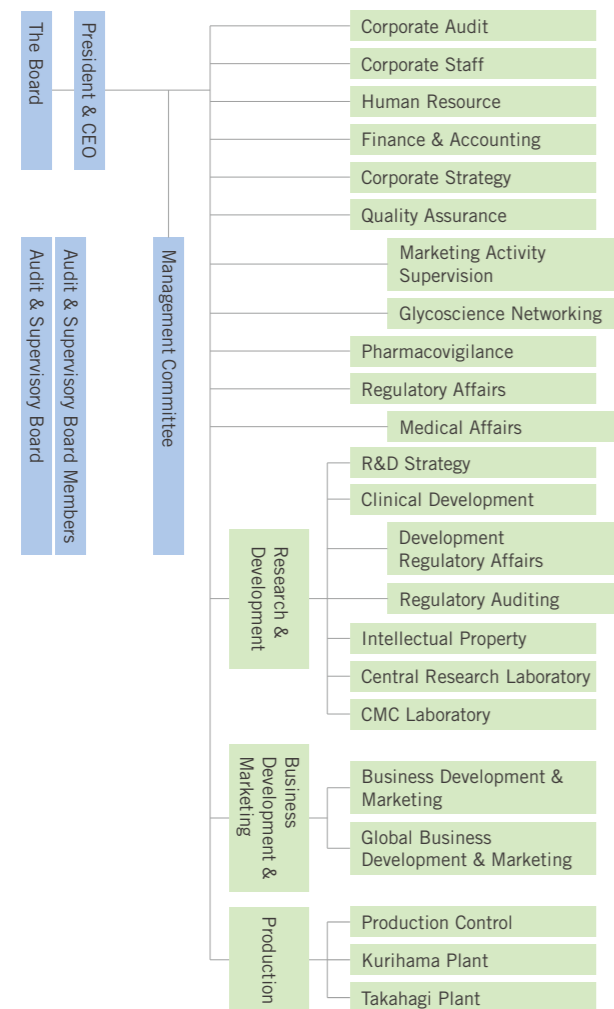 The Board
President & CEO
Audit & Supervisory Board
Audit & Supervisory Board Members
Management Committee
Corporate Audit
Corporate Staff
Human Resource
Finance & Accounting
Corporate Strategy
Quality Assurance
Marketing Activity
Supervision
Glycoscience Networking
Pharmacovigilance
Regulatory Affairs
Medical Affairs
Research &
Development
R&D Strategy
Clinical Development
Development
Regulatory Affairs
Regulatory Auditing
Intellectual Property
Central Research Laboratory
CMC Laboratory
Business
Development &
Marketing
Business Development &
Marketing
Global Business
Development & Marketing
Production
Production Control
Kurihama Plant
Takahagi Plant